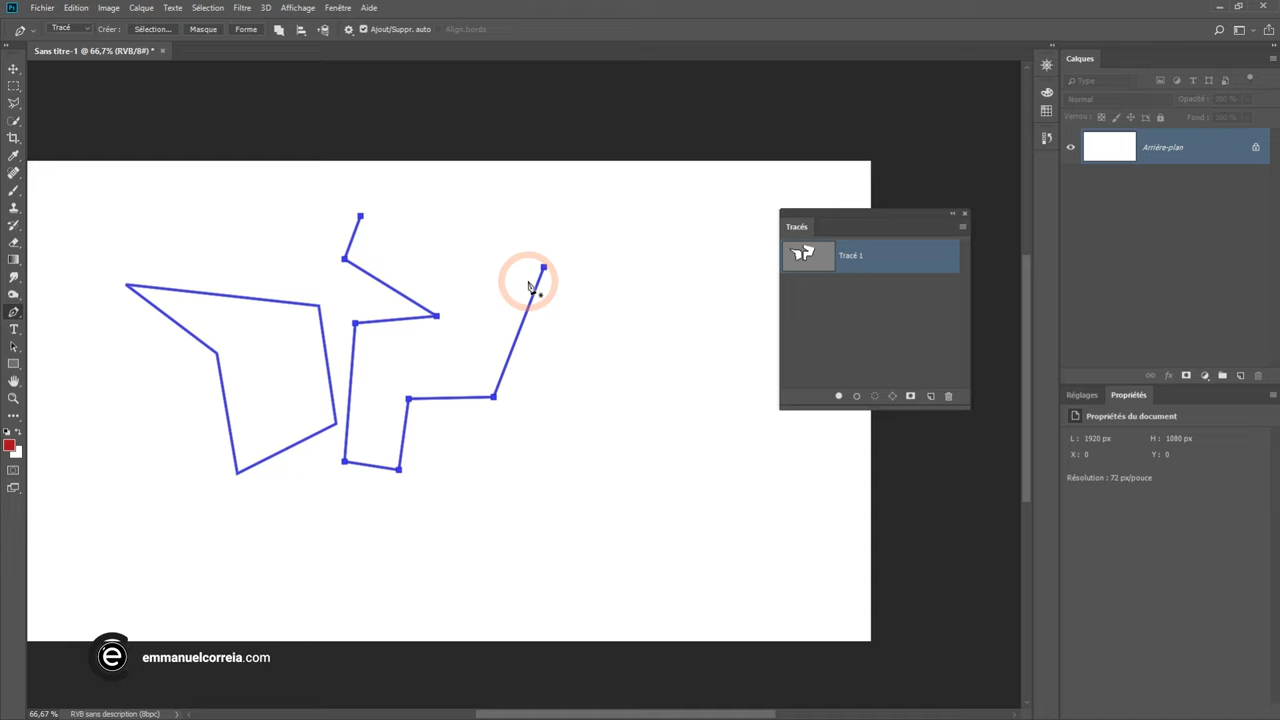 Ps Fichier Edition Image Calque Texte Sélection Filtre 3D Affichage Fenêtre Aide
Tracé Créer : Sélection... Masque Forme Ajout/Suppr. auto Align.bords
Sans titre-1 @ 66,7% (RVB/8#) * ×
Calques
Type
Normal Opacité : 100 %
Verrou : Fond : 100 %
Arrière-plan
Tracés
Tracé 1
Réglages Propriétés
Propriétés du document
L : 1920 px H : 1080 px
X : 0 Y : 0
Résolution : 72 px/pouce
e emmanuelcorreia.com
66,67 % RVB sans description (8bpc)